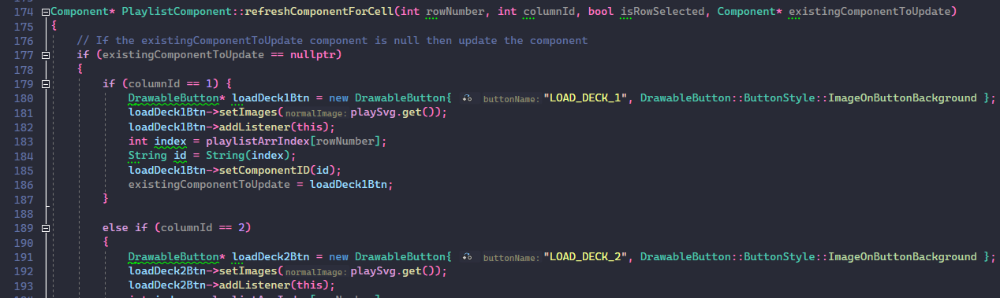 174 Component* PlaylistComponent::refreshComponentForCell(int rowNumber, int columnId, bool isRowSelected, Component* existingComponentToUpdate)
175 {
176 // If the existingComponentToUpdate component is null then update the component
177 if (existingComponentToUpdate == nullptr)
178 {
179 if (columnId == 1) {
180 DrawableButton* loadDeck1Btn = new DrawableButton{ buttonName: "LOAD_DECK_1", DrawableButton::ButtonStyle::ImageOnButtonBackground };
181 loadDeck1Btn->setImages(normalImage: playSvg.get());
182 loadDeck1Btn->addListener(this);
183 int index = playlistArrIndex[rowNumber];
184 String id = String(index);
185 loadDeck1Btn->setComponentID(id);
186 existingComponentToUpdate = loadDeck1Btn;
187 }
188
189 else if (columnId == 2)
190 {
191 DrawableButton* loadDeck2Btn = new DrawableButton{ buttonName: "LOAD_DECK_2", DrawableButton::ButtonStyle::ImageOnButtonBackground };
192 loadDeck2Btn->setImages(normalImage: playSvg.get());
193 loadDeck2Btn->addListener(this);